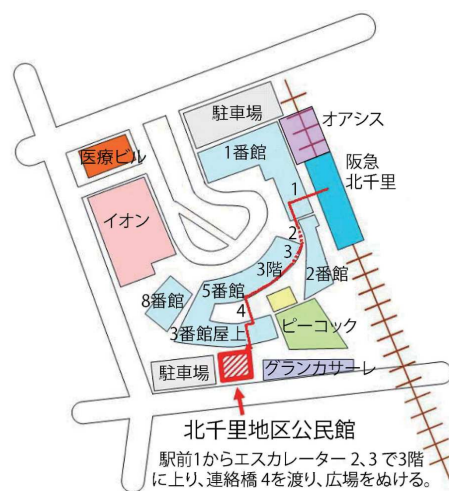 駐車場
オアシス
1番館
医療ビル
阪急
北千里
1
イオン
2
3
3階
2番館
5番館
8番館
4
3番館屋上
ピーコック
駐車場
グランカサーレ
北千里地区公民館
駅前1からエスカレーター 2、3 で3階
に上り、連絡橋 4を渡り、広場をぬける。